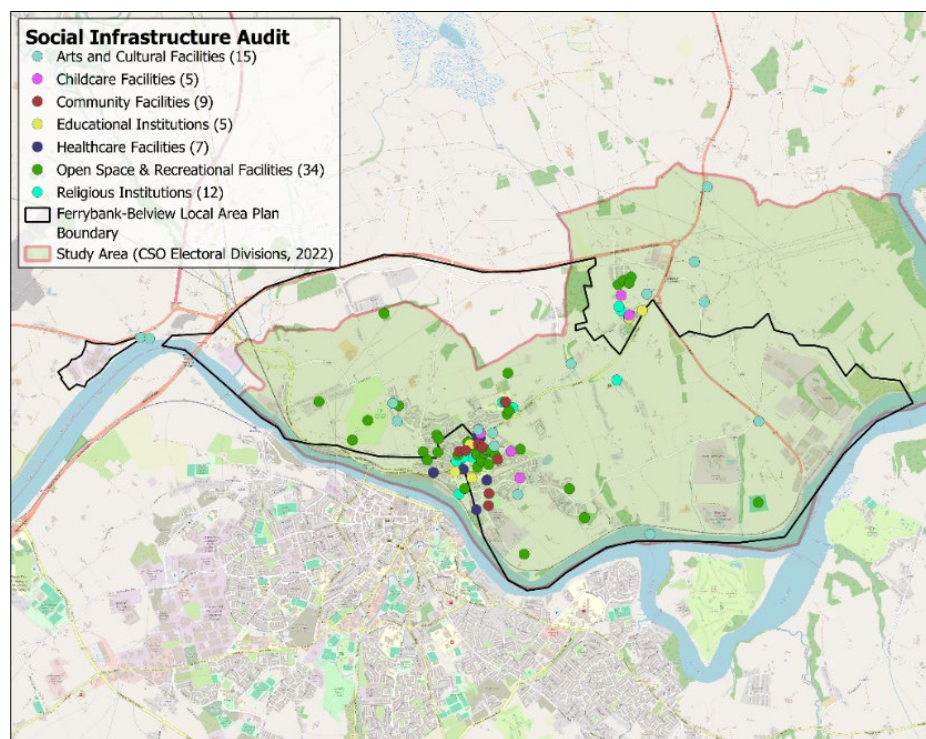 Social Infrastructure Audit
Arts and Cultural Facilities (15)
Childcare Facilities (5)
Community Facilities (9)
Educational Institutions (5)
Healthcare Facilities (7)
Open Space & Recreational Facilities (34)
Religious Institutions (12)
Ferrybank-Belview Local Area Plan
Boundary
Study Area (CSO Electoral Divisions, 2022)